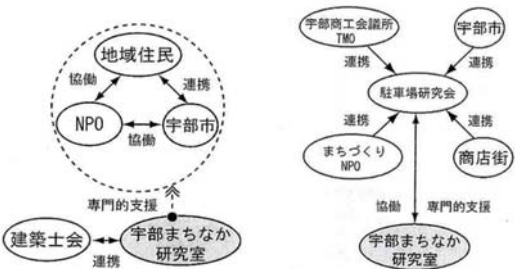 地域住民
協働
連携
NPO
宇部市
協働
専門的支援
建築士会
連携
宇部まちなか
研究室
宇部商工会議所
TMO
宇部市
連携
連携
駐車場研究会
連携
連携
まちづくり
NPO
商店街
協働
専門的支援
宇部まちなか
研究室